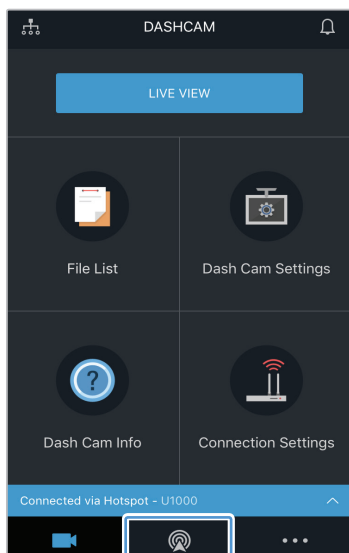 DASHCAM
LIVE VIEW
File List
Dash Cam Settings
?
Dash Cam Info
Connection Settings
Connected via Hotspot - U1000